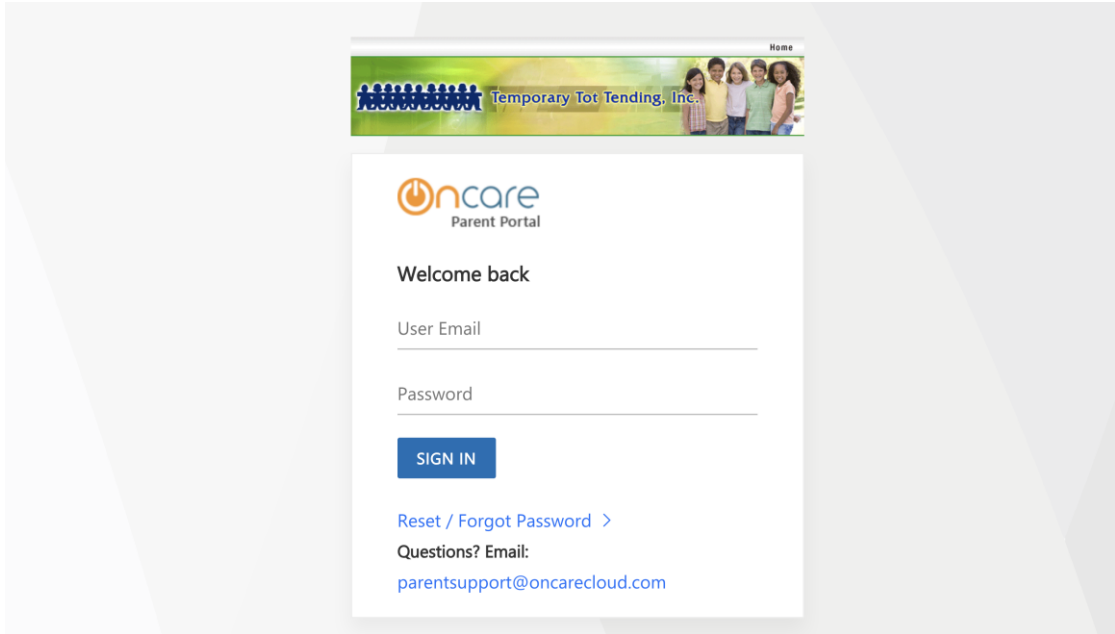 Home
Temporary Tot Tending, Inc.
Oncare
Parent Portal
Welcome back
User Email
Password
SIGN IN
Reset / Forgot Password >
Questions? Email:
parentsupport@oncarecloud.com